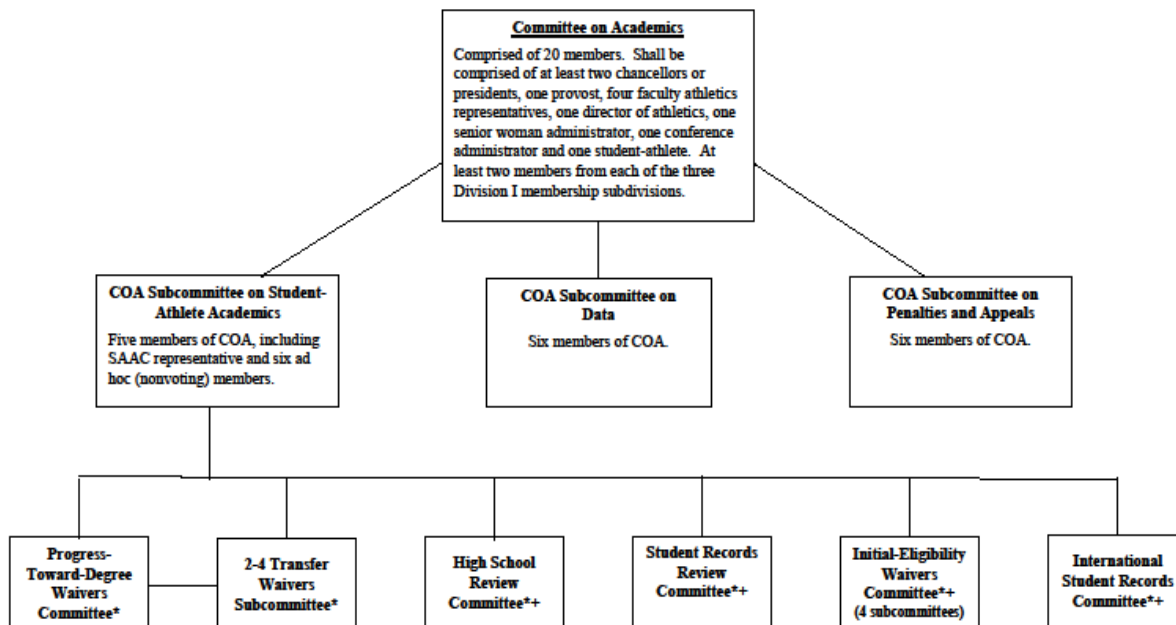 Committee on Academics
Comprised of 20 members. Shall be
comprised of at least two chancellors or
presidents, one provost, four faculty athletics
representatives, one director of athletics, one
senior woman administrator, one conference
administrator and one student-athlete. At
least two members from each of the three
Division I membership subdivisions.
COA Subcommittee on Student-
Athlete Academics
Five members of COA, including
SAAC representative and six ad
hoc (nonvoting) members.
COA Subcommittee on
Data
Six members of COA.
COA Subcommittee on
Penalties and Appeals
Six members of COA.
Progress-
Toward-Degree
Waivers
Committee*
2-4 Transfer
Waivers
Subcommittee*
High School
Review
Committee*+
Student Records
Review
Committee*+
Initial-Eligibility
Waivers
Committee*+
(4 subcommittees)
International
Student Records
Committee*+